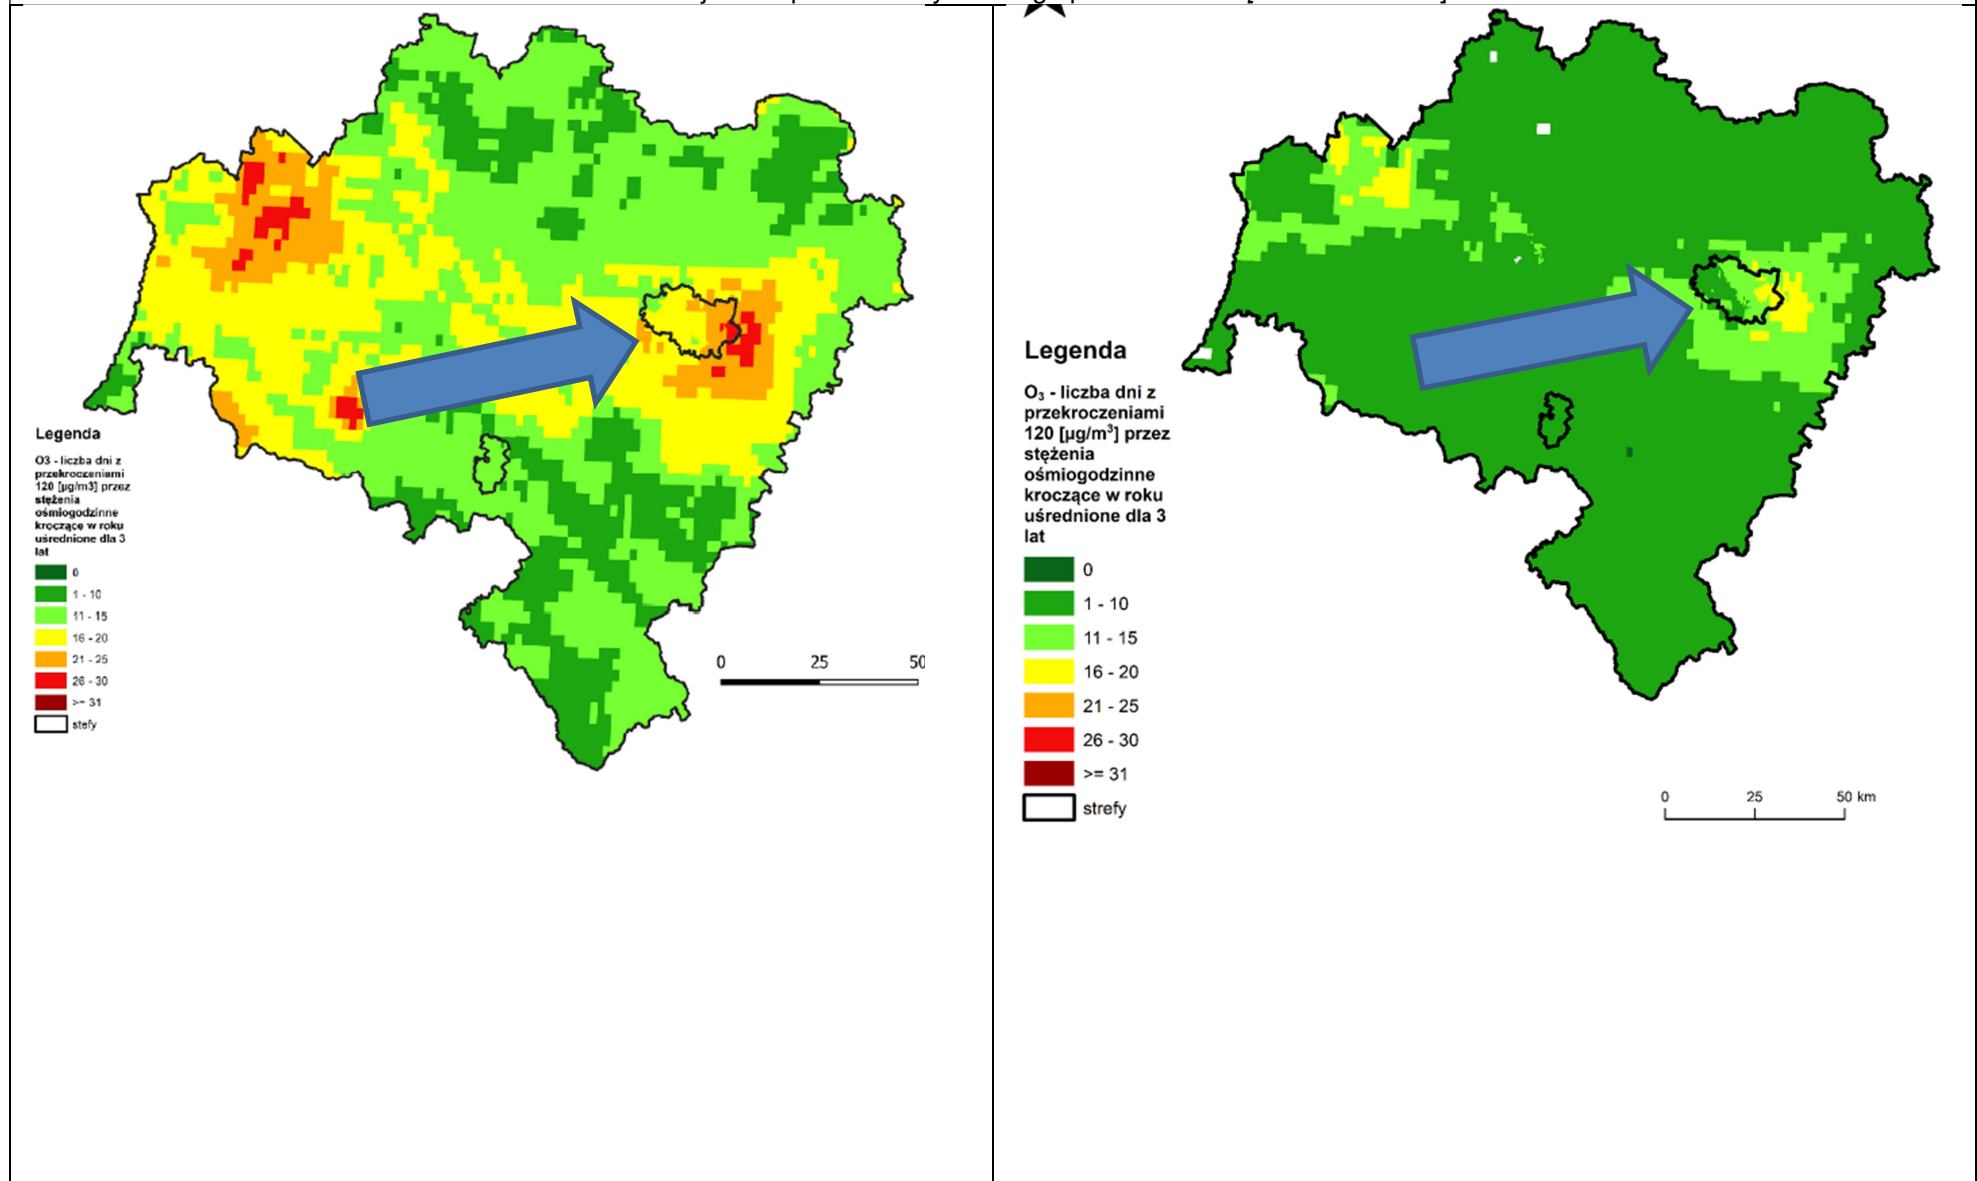 Legenda
O3 - liczba dni z
przekroczeniami
120 [µg/m3] przez
stężenia
ośmiogodzinne
kroczące w roku
uśrednione dla 3
lat
0
1 - 10
11 - 15
16 - 20
21 - 25
26 - 30
>= 31
stefy
0 25 50
Legenda
O₃ - liczba dni z
przekroczeniami
120 [µg/m³] przez
stężenia
ośmiogodzinne
kroczące w roku
uśrednione dla 3
lat
0
1 - 10
11 - 15
16 - 20
21 - 25
26 - 30
>= 31
strefy
0 25 50 km